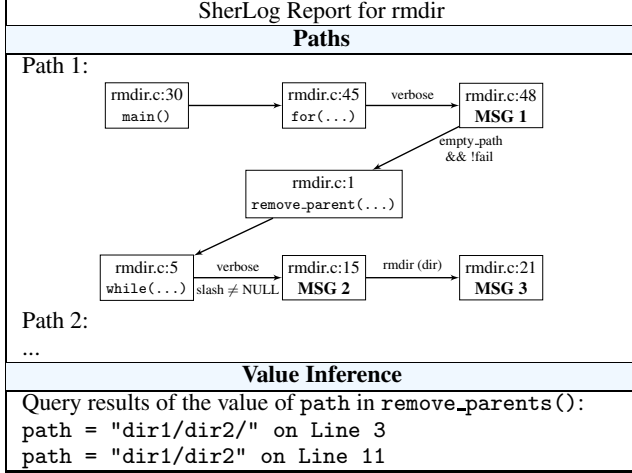 SherLog Report for rmdir
Paths
Path 1:
rmdir.c:30
main()
rmdir.c:45
for(...)
verbose
rmdir.c:48
MSG 1
empty_path
&& !fail
rmdir.c:1
remove_parent(...)
rmdir.c:5
while(...)
verbose
slash ≠ NULL
rmdir.c:15
MSG 2
rmdir (dir)
rmdir.c:21
MSG 3
Path 2:
...
Value Inference
Query results of the value of path in remove_parents():
path = "dir1/dir2/" on Line 3
path = "dir1/dir2" on Line 11